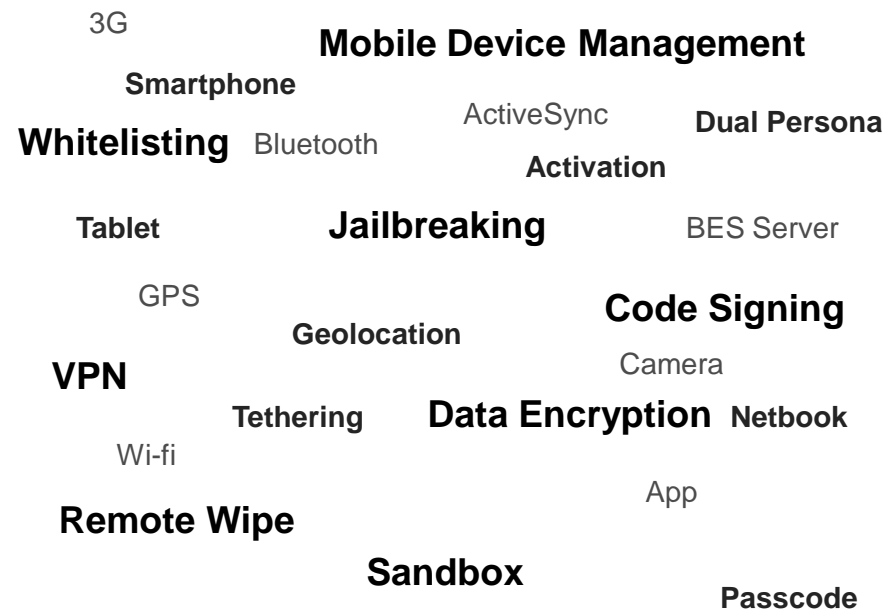 3G
Mobile Device Management
Smartphone
ActiveSync
Dual Persona
Whitelisting
Bluetooth
Activation
Tablet
Jailbreaking
BES Server
GPS
Code Signing
Geolocation
Camera
VPN
Tethering
Data Encryption
Netbook
Wi-fi
App
Remote Wipe
Sandbox
Passcode